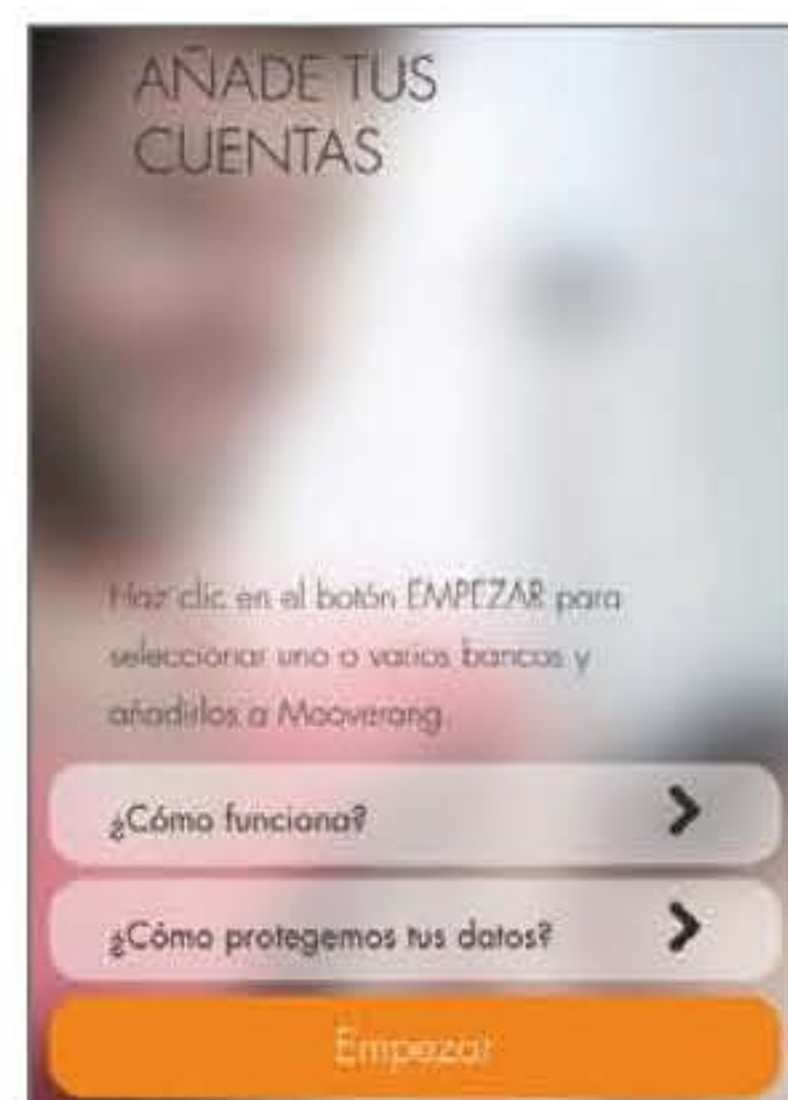 AÑADE TUS
CUENTAS
Haz clic en el botón EMPEZAR para
seleccionar uno o varios bancos y
añadirlos a Mooverang.
¿Cómo funciona?
¿Cómo protegemos tus datos?
Empezar